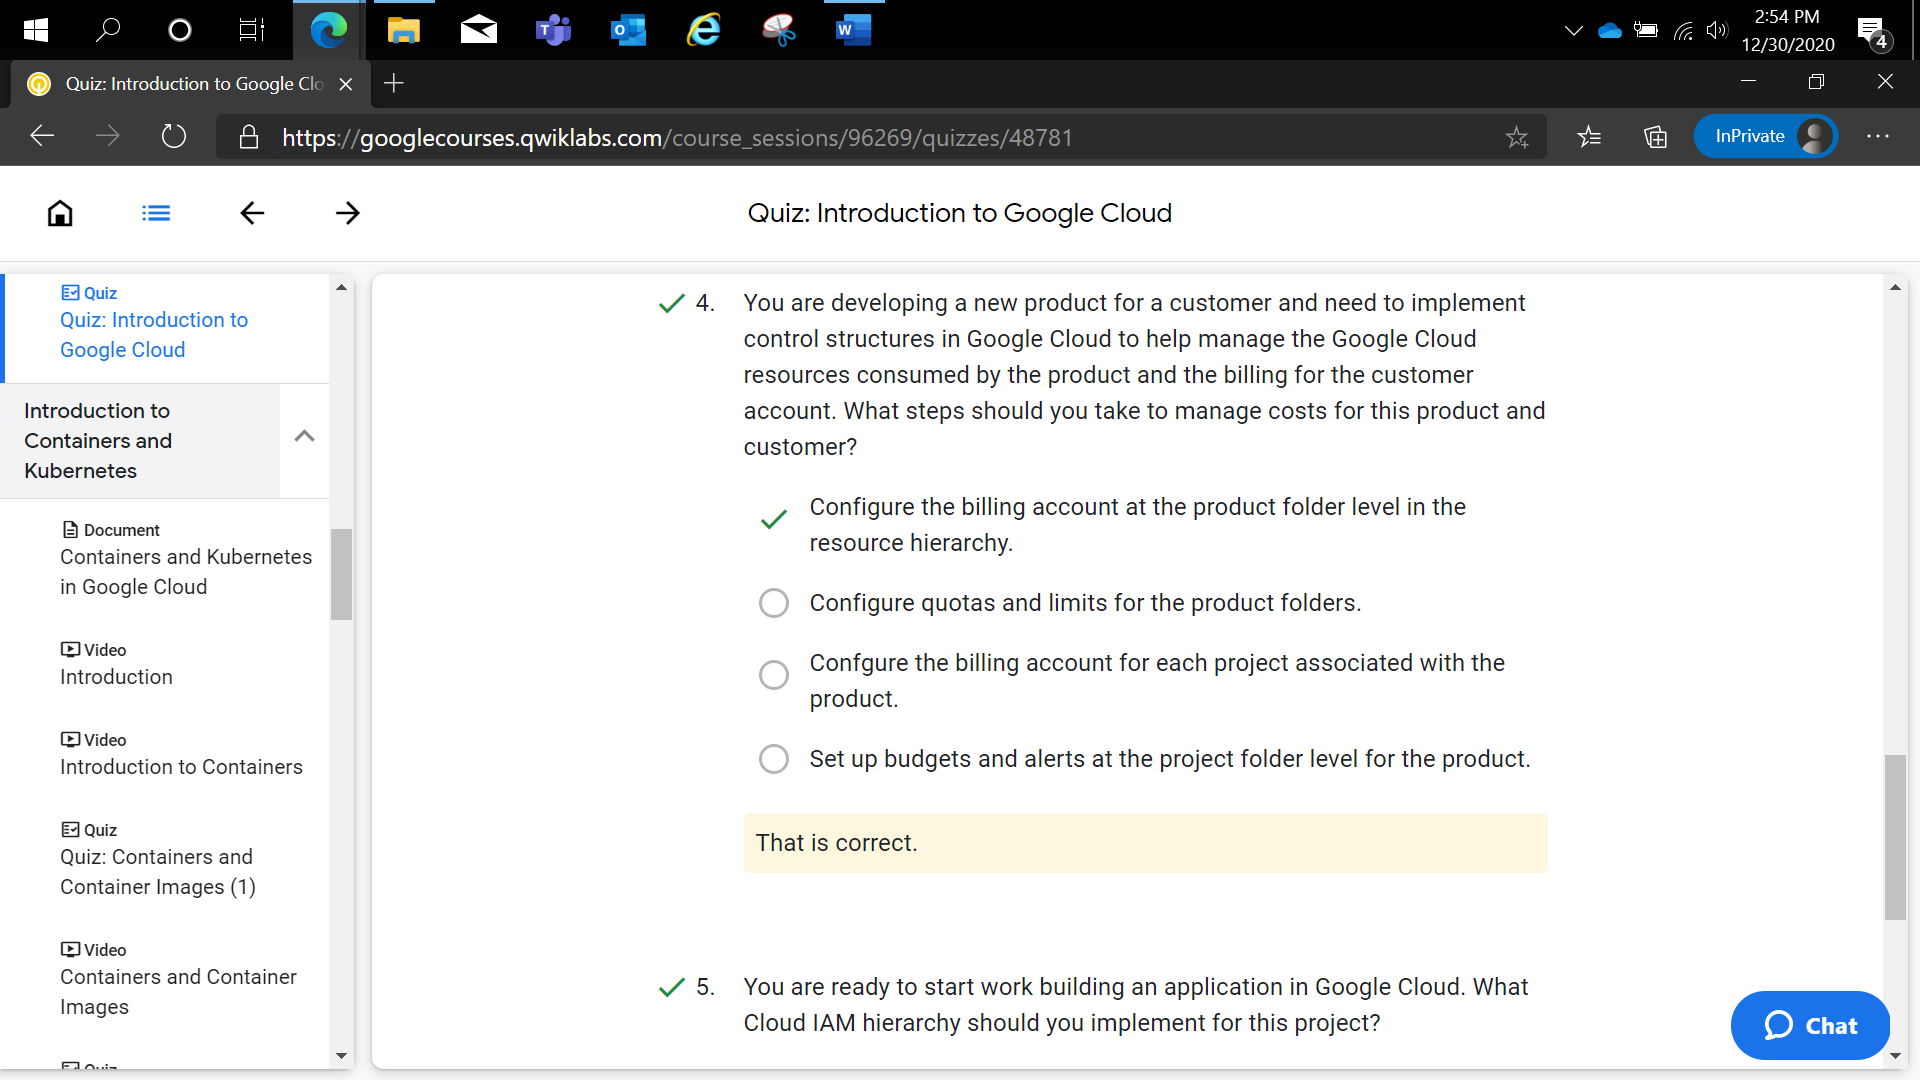 2:54 PM
12/30/2020
4
Quiz: Introduction to Google Clo
https://googlecourses.qwiklabs.com/course_sessions/96269/quizzes/48781
InPrivate
Quiz: Introduction to Google Cloud
Quiz
Quiz: Introduction to
Google Cloud
Introduction to
Containers and
Kubernetes
Document
Containers and Kubernetes
in Google Cloud
Video
Introduction
Video
Introduction to Containers
Quiz
Quiz: Containers and
Container Images (1)
Video
Containers and Container
Images
Quiz
4. You are developing a new product for a customer and need to implement
control structures in Google Cloud to help manage the Google Cloud
resources consumed by the product and the billing for the customer
account. What steps should you take to manage costs for this product and
customer?
Configure the billing account at the product folder level in the
resource hierarchy.
Configure quotas and limits for the product folders.
Confgure the billing account for each project associated with the
product.
Set up budgets and alerts at the project folder level for the product.
That is correct.
5. You are ready to start work building an application in Google Cloud. What
Cloud IAM hierarchy should you implement for this project?
Chat